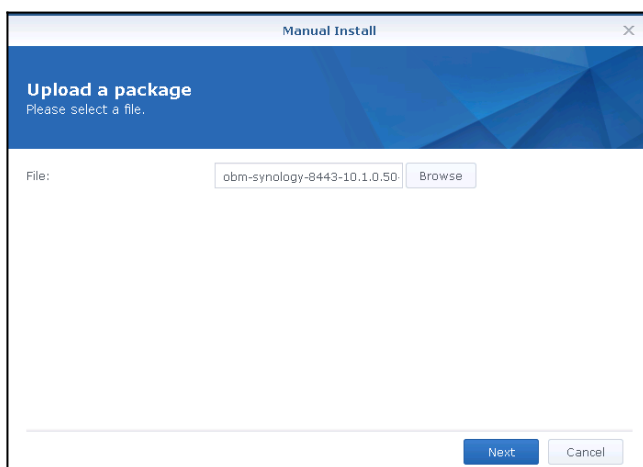 Manual Install
Upload a package
Please select a file.
File: obm-synology-8443-10.1.0.50- Browse
Next Cancel